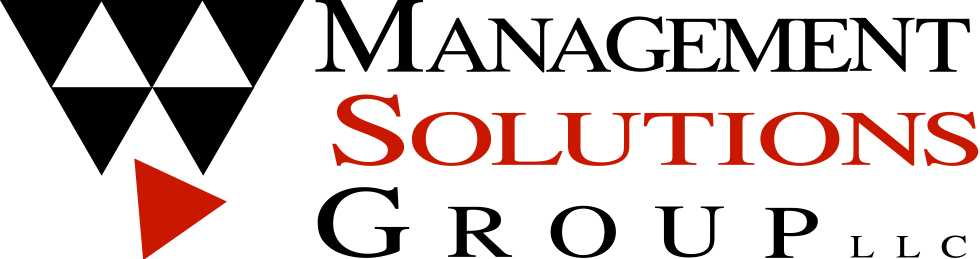 MANAGEMENT
SOLUTIONS
GROUP LLC